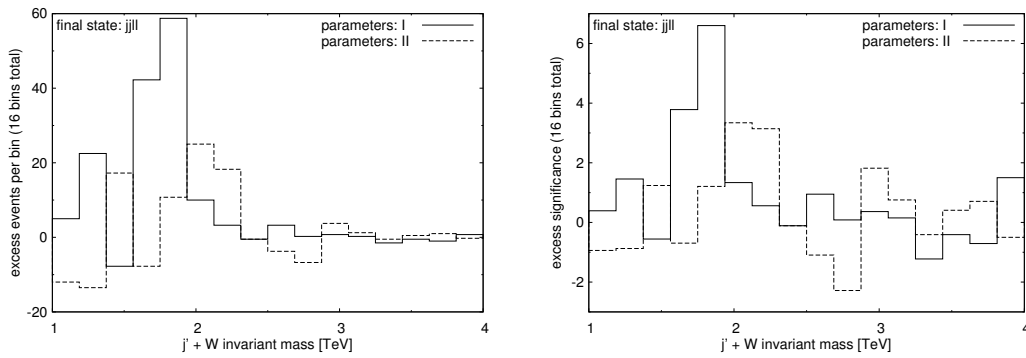 final state: jjll
parameters: I
parameters: II
excess events per bin (16 bins total)
60
40
20
0
-20
1
2
3
4
j' + W invariant mass [TeV]
final state: jjll
parameters: I
parameters: II
excess significance (16 bins total)
6
4
2
0
-2
1
2
3
4
j' + W invariant mass [TeV]